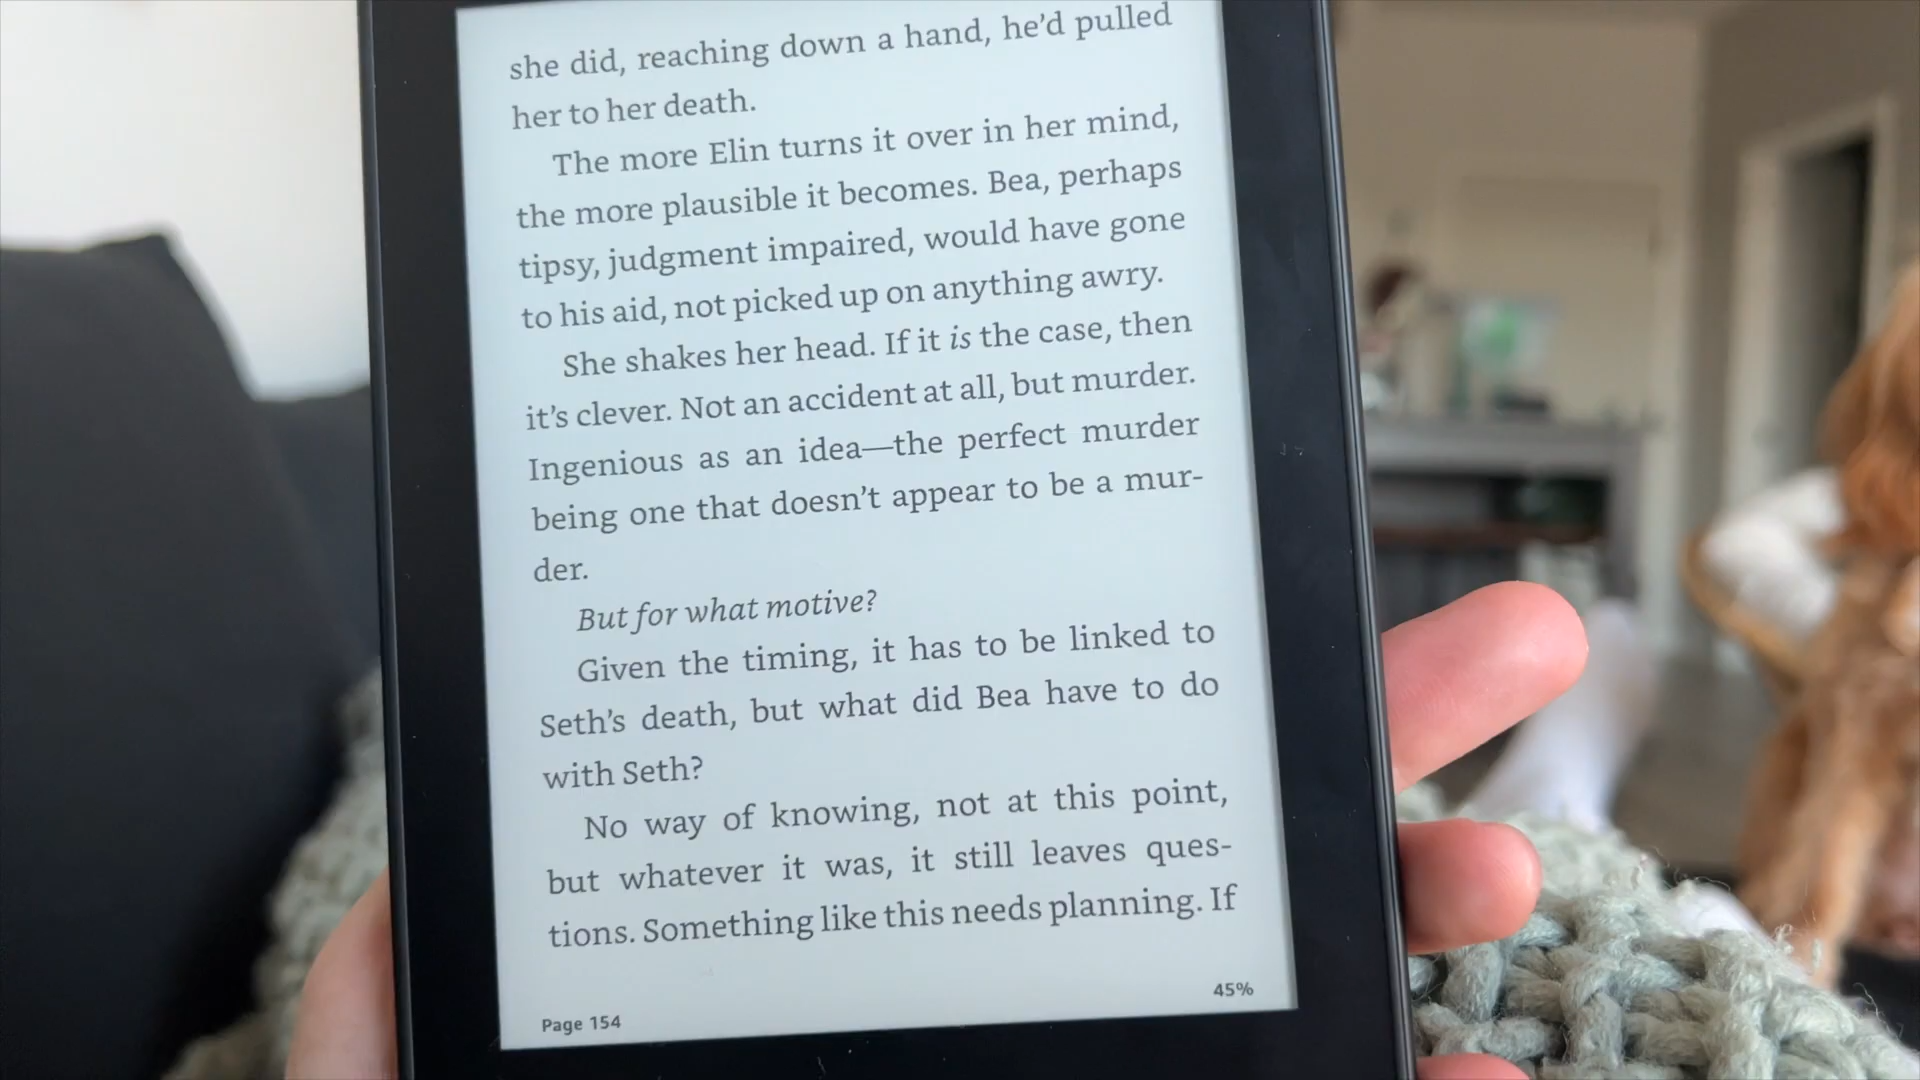 she did, reaching down a hand, he’d pulled
her to her death.
The more Elin turns it over in her mind,
the more plausible it becomes. Bea, perhaps
tipsy, judgment impaired, would have gone
to his aid, not picked up on anything awry.
She shakes her head. If it is the case, then
it’s clever. Not an accident at all, but murder.
Ingenious as an idea—the perfect murder
being one that doesn’t appear to be a mur-
der.
But for what motive?
Given the timing, it has to be linked to
Seth’s death, but what did Bea have to do
with Seth?
No way of knowing, not at this point,
but whatever it was, it still leaves ques-
tions. Something like this needs planning. If
Page 154
45%